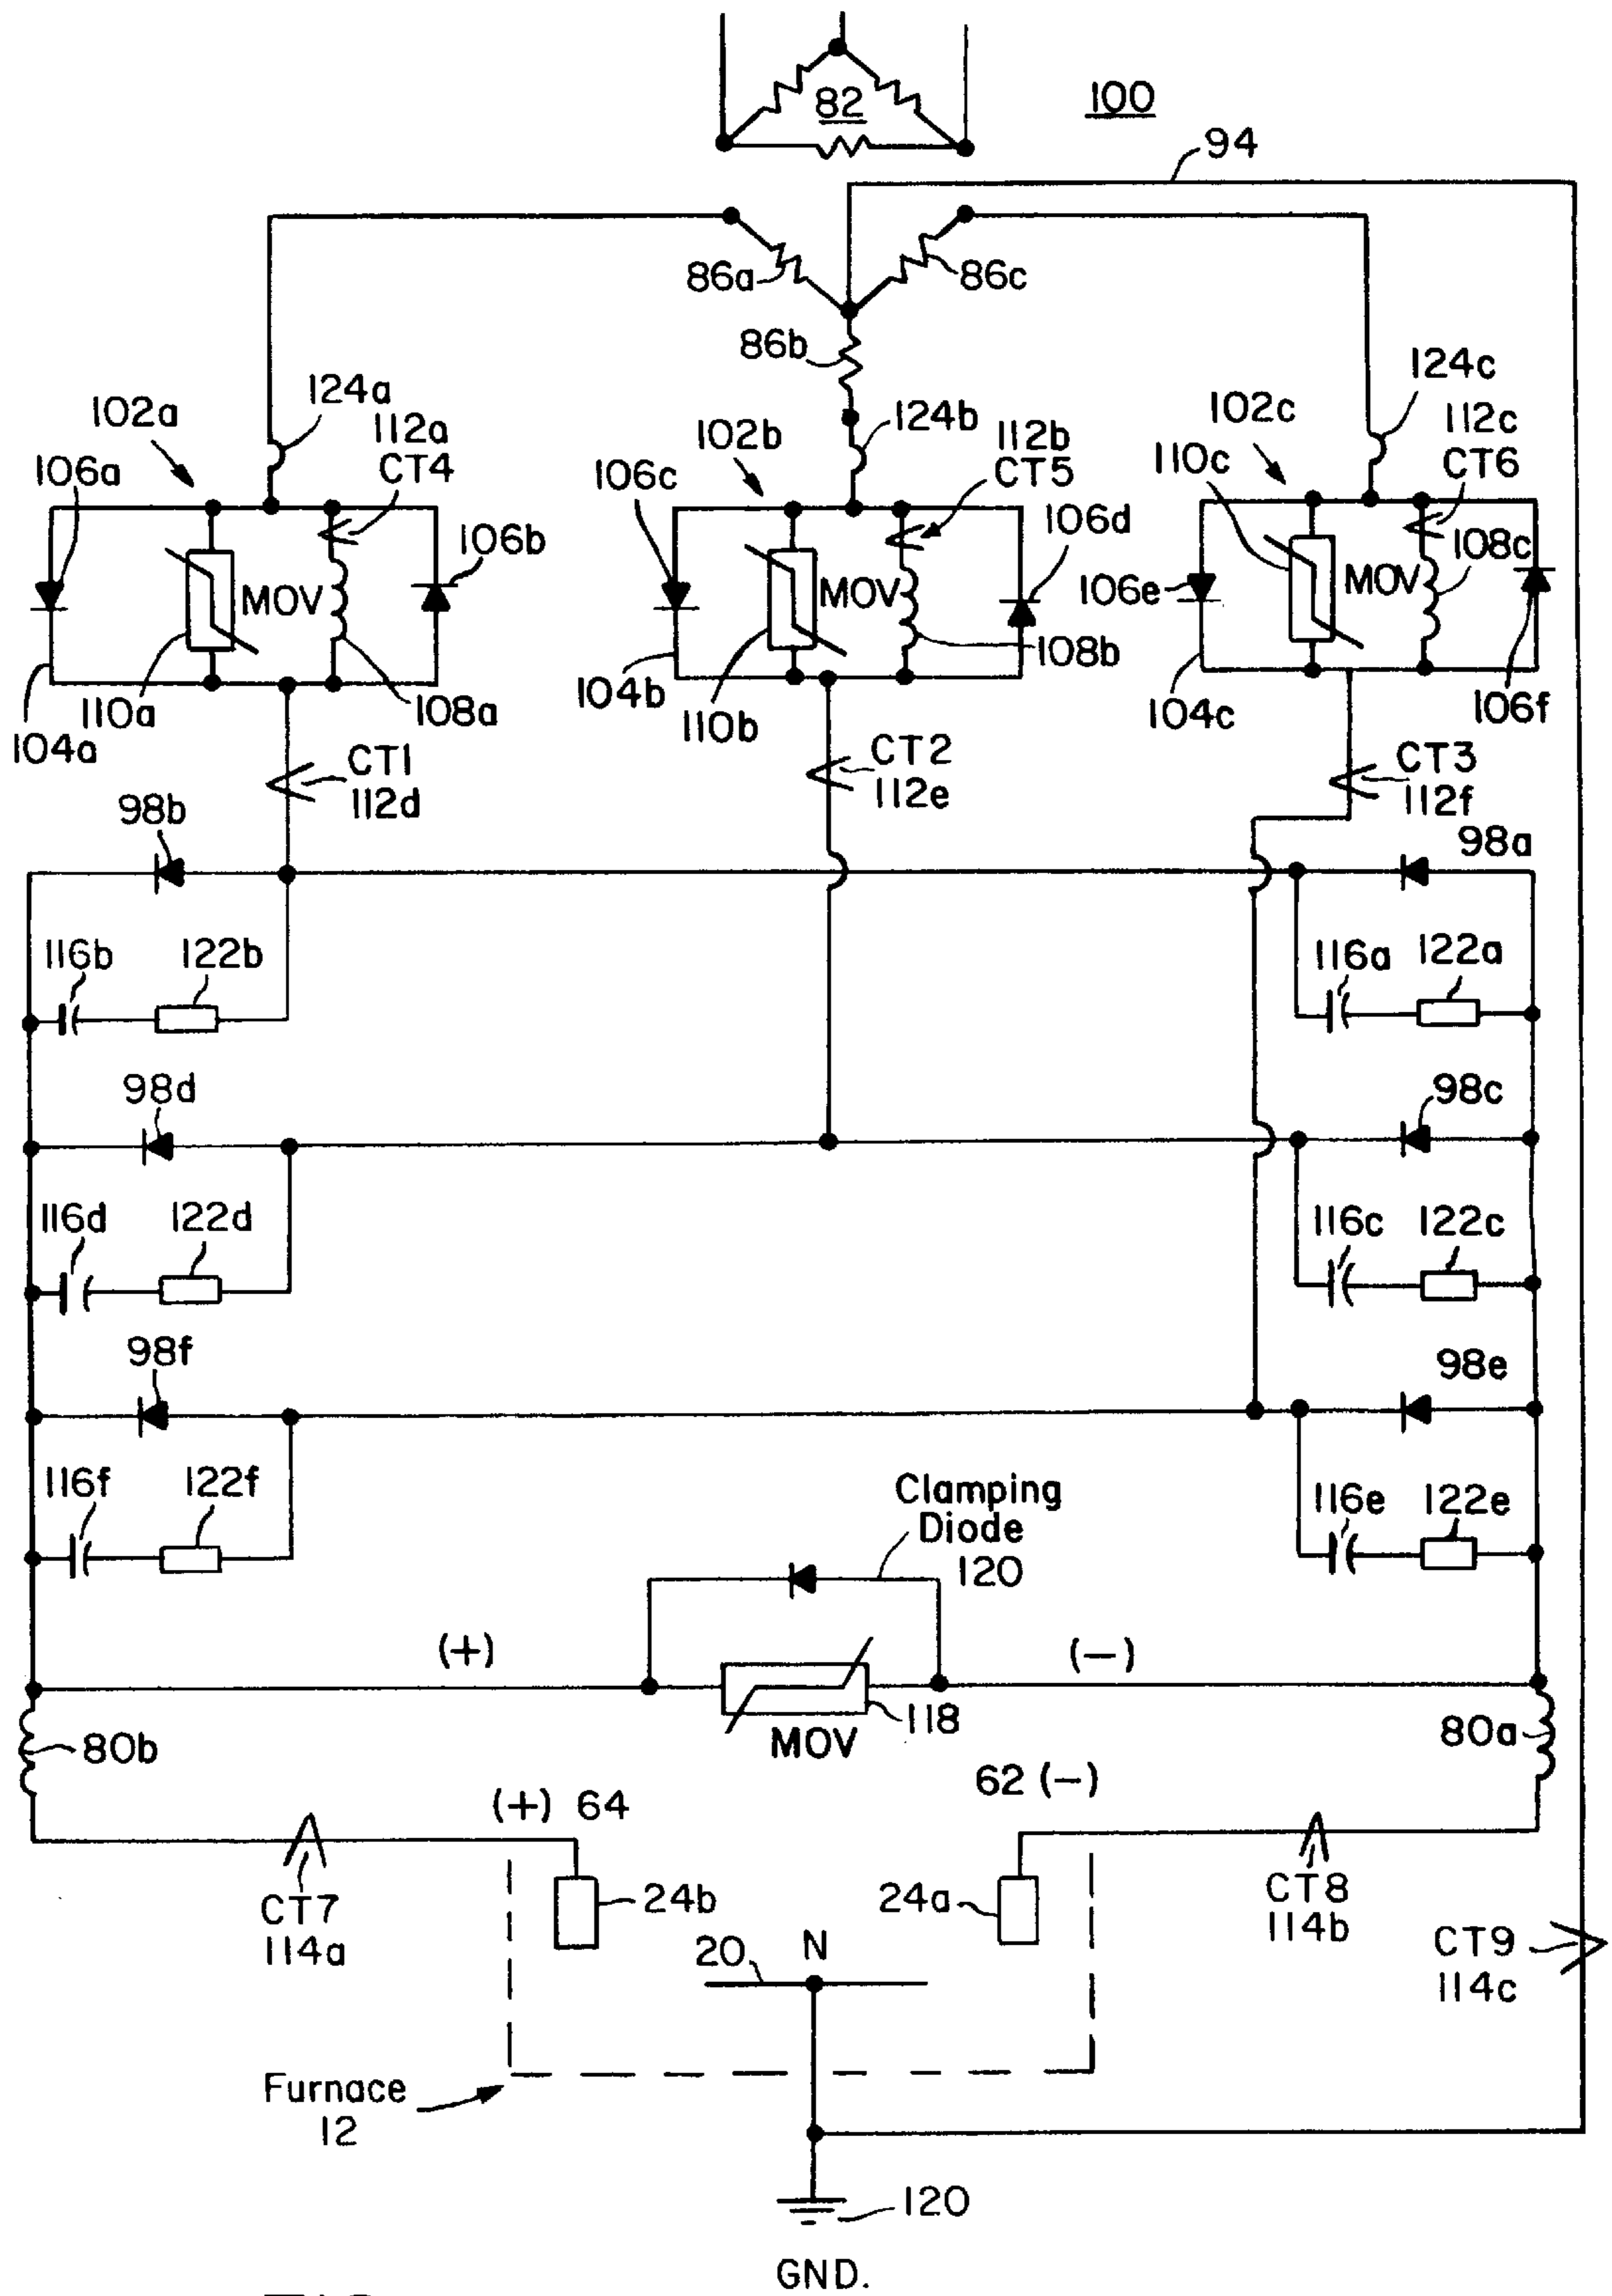 82
100
94
86a
86c
86b
124a
124b
124c
102a
112a
CT4
106a
106b
MOV
104a
110a
108a
102b
112b
CT5
106c
106d
MOV
104b
110b
108b
102c
112c
CT6
110c
108c
106e
MOV
104c
106f
CT1
112d
CT2
112e
CT3
112f
98b
98a
116b
122b
116a
122a
98d
98c
116d
122d
116c
122c
98f
98e
116f
122f
116e
122e
Clamping
Diode
120
(+)
(−)
118
MOV
80b
80a
(+) 64
62 (−)
CT7
114a
24b
24a
CT8
114b
CT9
114c
20
N
Furnace
12
120
GND.